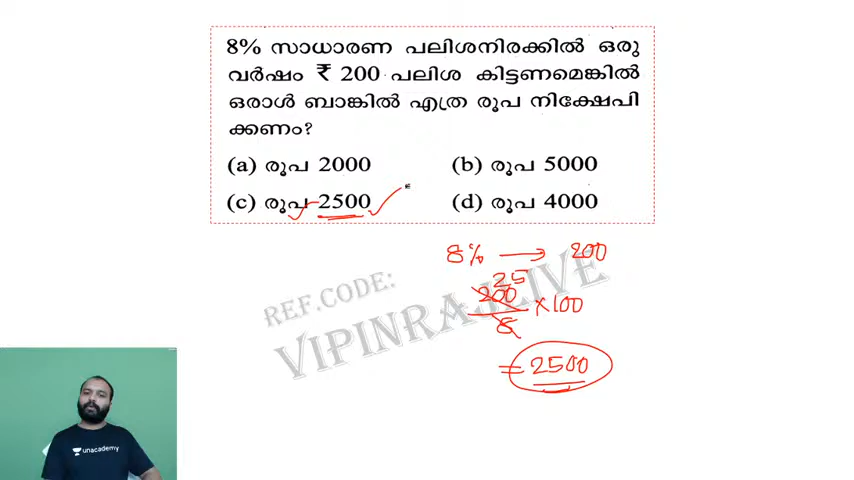 8% സാധാരണ പലിശനിരക്കിൽ ഒരു
വർഷം ₹ 200 പലിശ കിട്ടണമെങ്കിൽ
ഒരാൾ ബാങ്കിൽ എത്ര രൂപ നിക്ഷേപി
ക്കണം?
(a) രൂപ 2000 (b) രൂപ 5000
(c) രൂപ 2500 (d) രൂപ 4000
8% → 200
25
200
8
×100
= 2500
REF.CODE:
VIPINRAJLIVE
unacademy